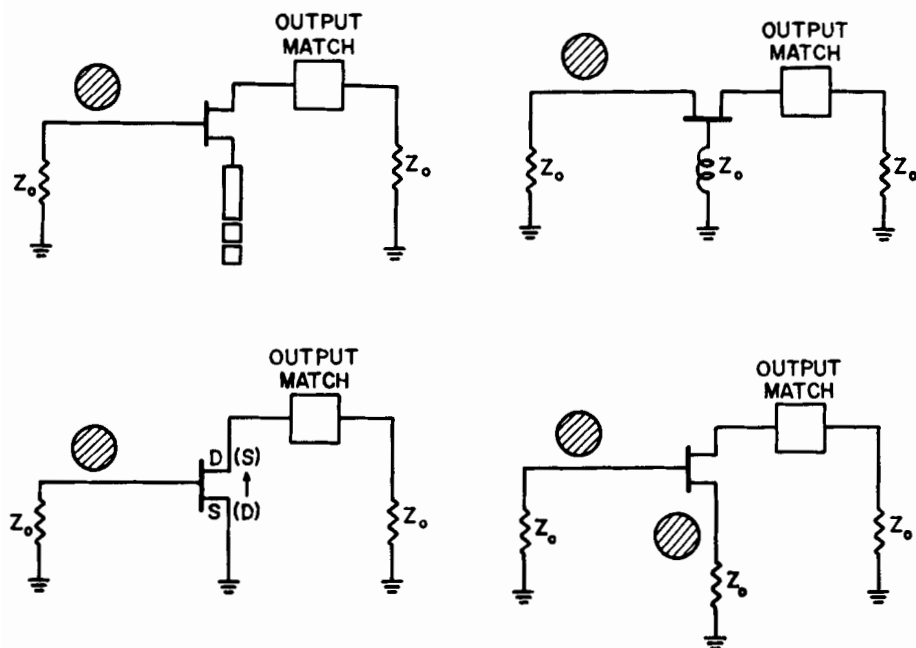 OUTPUT
MATCH
Zo
Zo
OUTPUT
MATCH
Zo
Zo
Zo
OUTPUT
MATCH
D (S)
S (D)
Zo
Zo
OUTPUT
MATCH
Zo
Zo
Zo